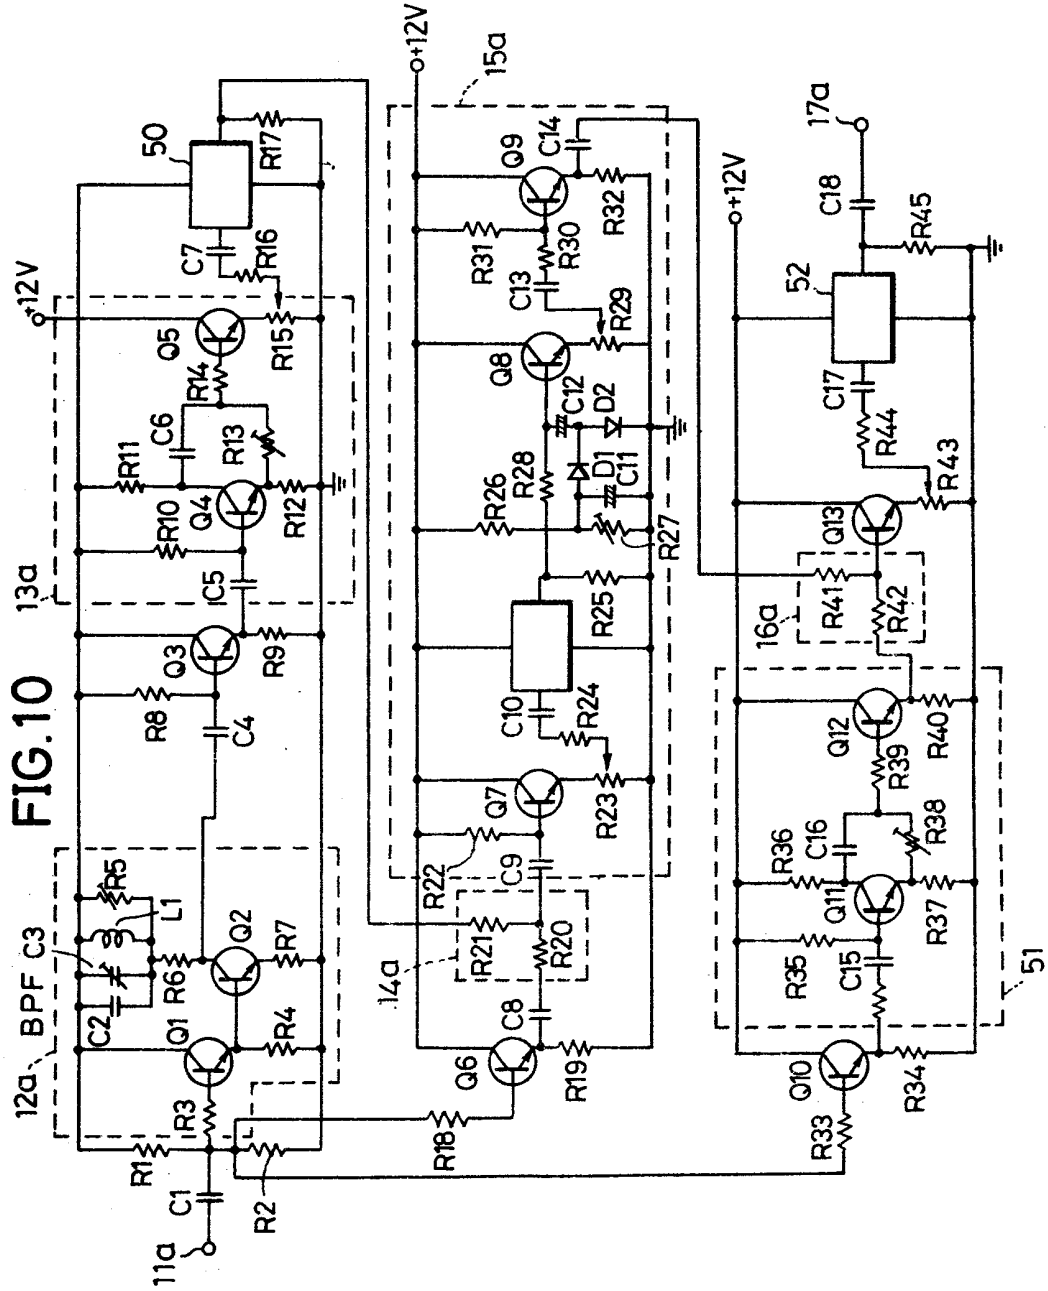 FIG.10
12a
BPF
C2
C3
L1
R5
R6
Q1
Q2
R3
R4
R7
11a
C1
R1
R2
C4
R8
Q3
R9
13a
C5
R10
R11
Q4
R12
C6
R13
R14
Q5
R15
+12V
C7
R16
50
R17
R18
Q6
R19
C8
14a
R20
R21
15a
+12V
C9
R22
Q7
R23
R24
C10
R25
R26
R27
R28
D1
C11
C12
D2
Q8
R29
C13
R30
R31
Q9
R32
C14
R33
Q10
R34
51
C15
R35
R36
Q11
R37
C16
R38
R39
Q12
R40
16a
R41
R42
Q13
R43
R44
C17
52
+12V
C18
R45
17a